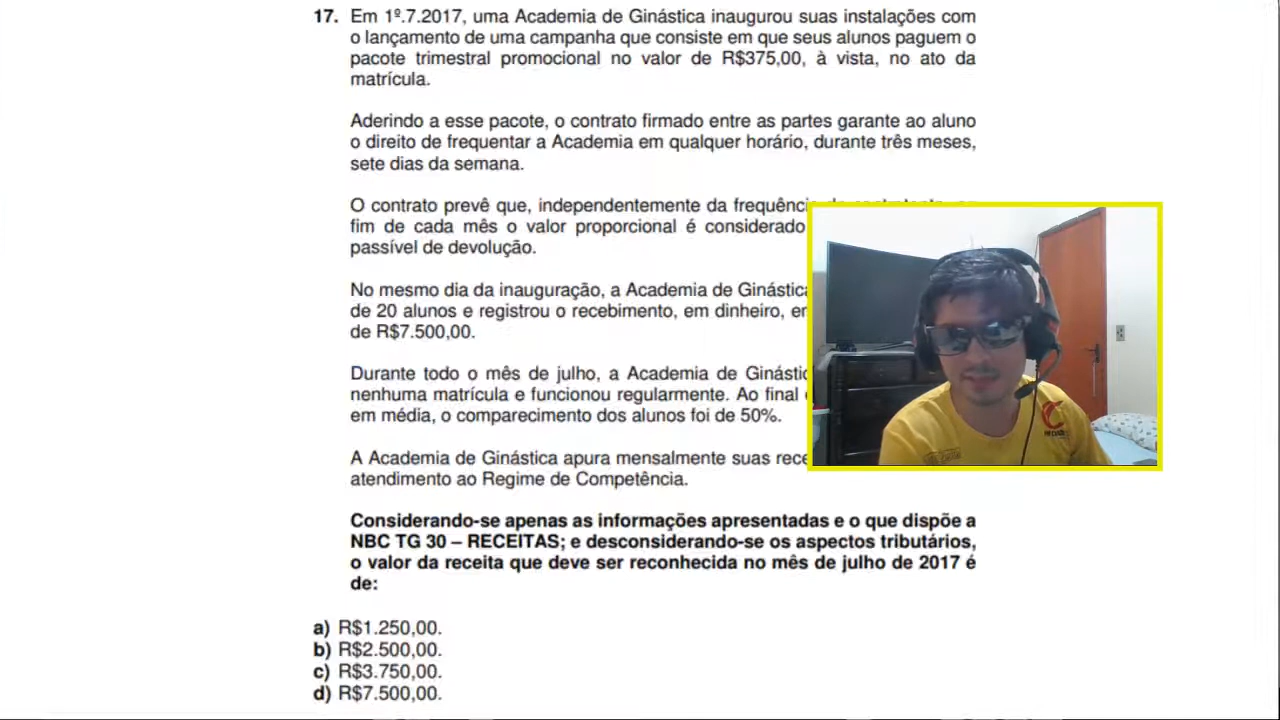 17. Em 1º.7.2017, uma Academia de Ginástica inaugurou suas instalações com
o lançamento de uma campanha que consiste em que seus alunos paguem o
pacote trimestral promocional no valor de R$375,00, à vista, no ato da
matrícula.
Aderindo a esse pacote, o contrato firmado entre as partes garante ao aluno
o direito de frequentar a Academia em qualquer horário, durante três meses,
sete dias da semana.
O contrato prevê que, independentemente da
fim de cada mês o valor proporcional é considerado
passível de devolução.
No mesmo dia da inauguração, a Academia de Ginástica
de 20 alunos e registrou o recebimento, em dinheiro,
de R$7.500,00.
Durante todo o mês de julho, a Academia de
nenhuma matrícula e funcionou regularmente. Ao final
em média, o comparecimento dos alunos foi de 50%.
A Academia de Ginástica apura mensalmente suas
atendimento ao Regime de Competência.
Considerando-se apenas as informações apresentadas e o que dispõe a
NBC TG 30 – RECEITAS; e desconsiderando-se os aspectos tributários,
o valor da receita que deve ser reconhecida no mês de julho de 2017 é
de:
a) R$1.250,00.
b) R$2.500,00.
c) R$3.750,00.
d) R$7.500,00.